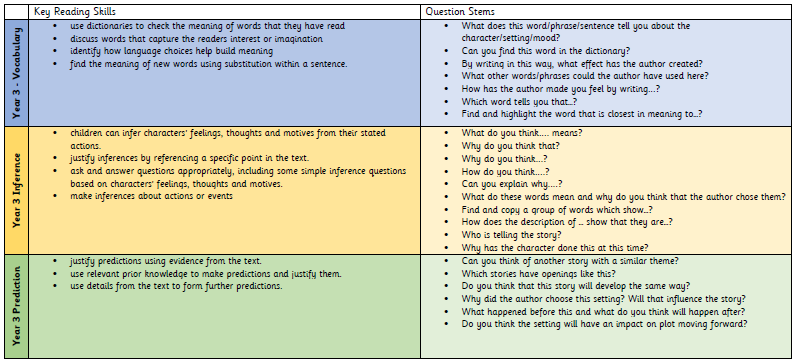 Key Reading Skills
Question Stems
Year 3 - Vocabulary
• use dictionaries to check the meaning of words that they have read
• discuss words that capture the readers interest or imagination
• identify how language choices help build meaning
• find the meaning of new words using substitution within a sentence.
• What does this word/phrase/sentence tell you about the
character/setting/mood?
• Can you find this word in the dictionary?
• By writing in this way, what effect has the author created?
• What other words/phrases could the author have used here?
• How has the author made you feel by writing...?
• Which word tells you that..?
• Find and highlight the word that is closest in meaning to..?
Year 3 Inference
• children can infer characters' feelings, thoughts and motives from their stated
actions.
• justify inferences by referencing a specific point in the text.
• ask and answer questions appropriately, including some simple inference questions
based on characters' feelings, thoughts and motives.
• make inferences about actions or events
• What do you think.... means?
• Why do you think that?
• Why do you think...?
• How do you think....?
• Can you explain why....?
• What do these words mean and why do you think that the author chose them?
• Find and copy a group of words which show..?
• How does the description of .. show that they are..?
• Who is telling the story?
• Why has the character done this at this time?
Year 3 Prediction
• justify predictions using evidence from the text.
• use relevant prior knowledge to make predictions and justify them.
• use details from the text to form further predictions.
• Can you think of another story with a similar theme?
• Which stories have openings like this?
• Do you think that this story will develop the same way?
• Why did the author choose this setting? Will that influence the story?
• What happened before this and what do you think will happen after?
• Do you think the setting will have an impact on plot moving forward?